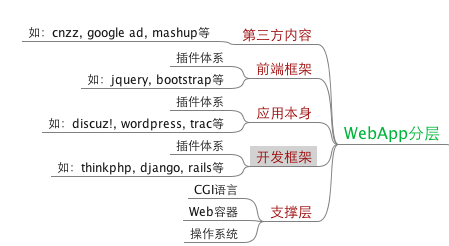 WebApp分层
第三方内容
如：cnzz, google ad, mashup等
前端框架
插件体系
如：jquery, bootstrap等
应用本身
插件体系
如：discuz!, wordpress, trac等
开发框架
插件体系
如：thinkphp, django, rails等
支撑层
CGI语言
Web容器
操作系统